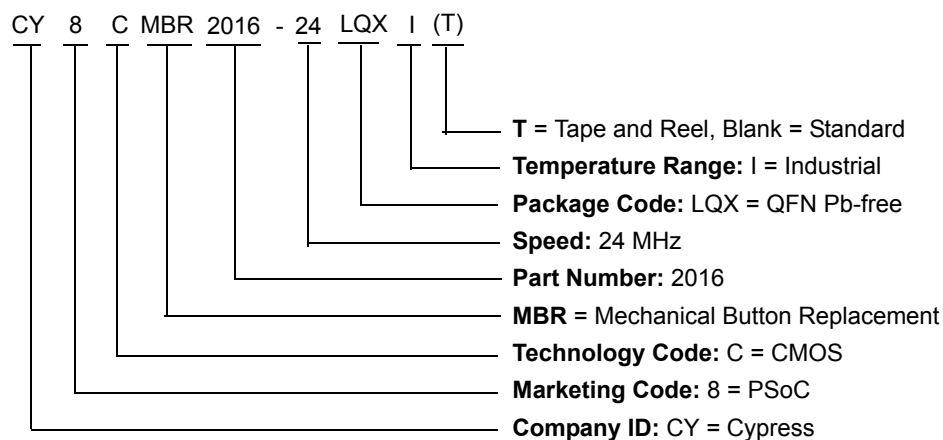 CY 8 C MBR 2016 - 24 LQX I (T)
T = Tape and Reel, Blank = Standard
Temperature Range: I = Industrial
Package Code: LQX = QFN Pb-free
Speed: 24 MHz
Part Number: 2016
MBR = Mechanical Button Replacement
Technology Code: C = CMOS
Marketing Code: 8 = PSoC
Company ID: CY = Cypress